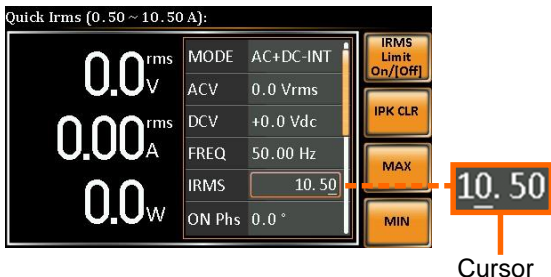 Quick Irms (0.50 ~ 10.50 A):
0.0 rms V
0.00 rms A
0.0 W
MODE AC+DC-INT
ACV 0.0 Vrms
DCV +0.0 Vdc
FREQ 50.00 Hz
IRMS 10.50
ON Phs 0.0 °
IRMS
Limit
On/[Off]
IPK CLR
MAX
MIN
10.50
Cursor